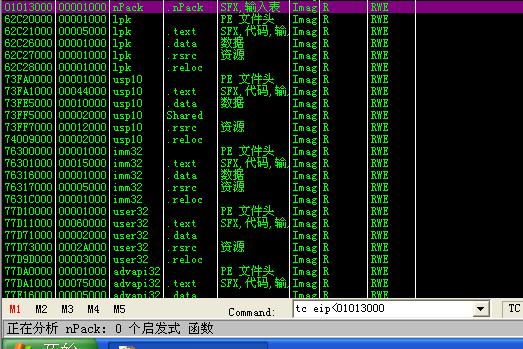 01013000 00001000 nPack .nPack SFX,输入表 Imag R RWE
62C20000 00001000 lpk PE 文件头 Imag R RWE
62C21000 00005000 lpk .text SFX,代码,输 Imag R RWE
62C26000 00001000 lpk .data 数据 Imag R RWE
62C27000 00001000 lpk .rsrc 资源 Imag R RWE
62C28000 00001000 lpk .reloc Imag R RWE
73FA0000 00001000 usp10 PE 文件头 Imag R RWE
73FA1000 00044000 usp10 .text SFX,代码,输 Imag R RWE
73FE5000 00010000 usp10 .data 数据 Imag R RWE
73FF5000 00002000 usp10 Shared Imag R RWE
73FF7000 00012000 usp10 .rsrc 资源 Imag R RWE
74009000 00002000 usp10 .reloc Imag R RWE
76300000 00001000 imm32 PE 文件头 Imag R RWE
76301000 00015000 imm32 .text SFX,代码,输 Imag R RWE
76316000 00001000 imm32 .data 数据 Imag R RWE
76317000 00005000 imm32 .rsrc 资源 Imag R RWE
7631C000 00001000 imm32 .reloc Imag R RWE
77D10000 00001000 user32 PE 文件头 Imag R RWE
77D11000 00060000 user32 .text SFX,代码,输 Imag R RWE
77D71000 00002000 user32 .data 数据 Imag R RWE
77D73000 0002A000 user32 .rsrc 资源 Imag R RWE
77D9D000 00003000 user32 .reloc Imag R RWE
77DA0000 00001000 advapi32 PE 文件头 Imag R RWE
77DA1000 00075000 advapi32 .text SFX,代码,输 Imag R RWE
77E16000 00005000 advapi32 .data 数据 Imag R RWE
M1 M2 M3 M4 M5 Command: tc eip<01013000 TC
正在分析 nPack: 0 个启发式 函数
开始